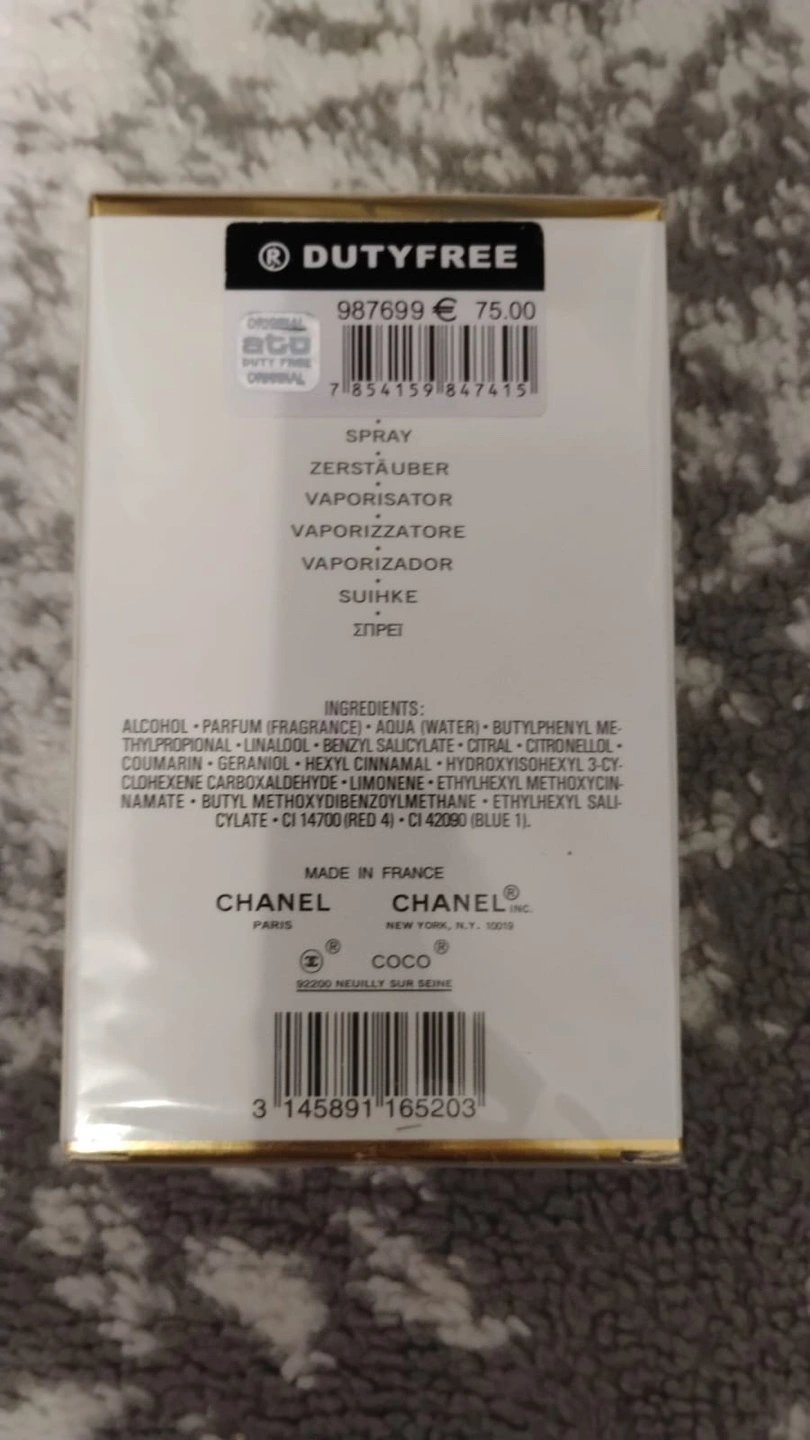 ® DUTYFREE
987699 € 75.00
ORIGINAL
atü
DUTY FREE
ORIGINAL
7 854159 847415
SPRAY
ZERSTÄUBER
VAPORISATOR
VAPORIZZATORE
VAPORIZADOR
SUIHKE
ΣΠΡΕΪ
INGREDIENTS:
ALCOHOL • PARFUM (FRAGRANCE) • AQUA (WATER) • BUTYLPHENYL ME-
THYLPROPIONAL • LINALOOL • BENZYL SALICYLATE • CITRAL • CITRONELLOL •
COUMARIN • GERANIOL • HEXYL CINNAMAL • HYDROXYISOHEXYL 3-CY-
CLOHEXENE CARBOXALDEHYDE • LIMONENE • ETHYLHEXYL METHOXYCIN-
NAMATE • BUTYL METHOXYDIBENZOYLMETHANE • ETHYLHEXYL SALI-
CYLATE • CI 14700 (RED 4) • CI 42090 (BLUE 1).
MADE IN FRANCE
CHANEL CHANEL® INC.
PARIS NEW YORK, N.Y. 10019
® COCO®
92200 NEUILLY SUR SEINE
3 145891 165203